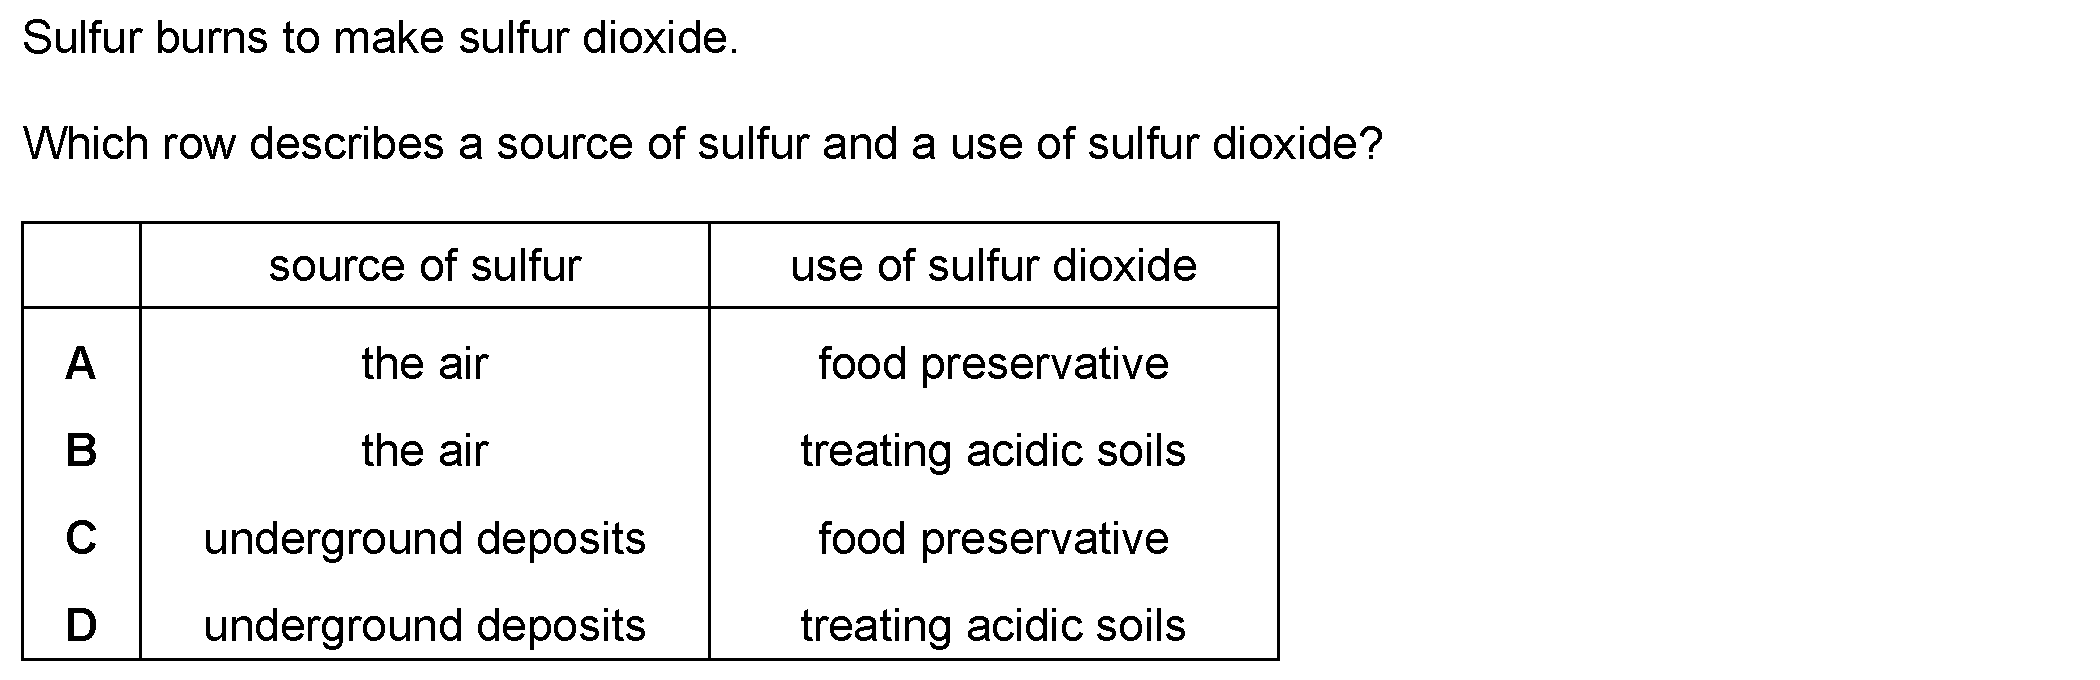 Sulfur burns to make sulfur dioxide.
Which row describes a source of sulfur and a use of sulfur dioxide?
source of sulfur use of sulfur dioxide
A the air food preservative
B the air treating acidic soils
C underground deposits food preservative
D underground deposits treating acidic soils